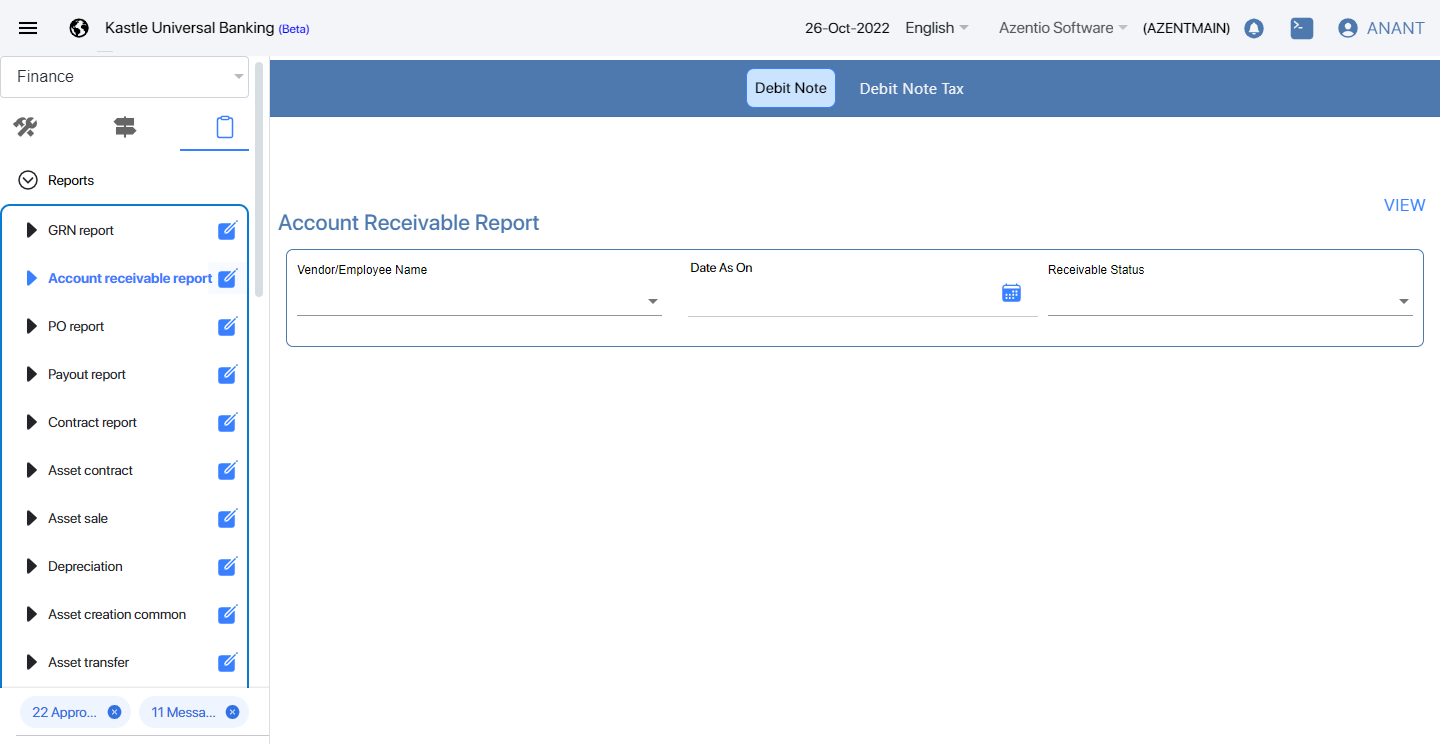 Kastle Universal Banking (Beta)
26-Oct-2022
English
Azentio Software
(AZENTMAIN)
ANANT
Finance
Debit Note
Debit Note Tax
Reports
GRN report
Account receivable report
PO report
Payout report
Contract report
Asset contract
Asset sale
Depreciation
Asset creation common
Asset transfer
22 Appro...
11 Messa...
VIEW
Account Receivable Report
Vendor/Employee Name
Date As On
Receivable Status